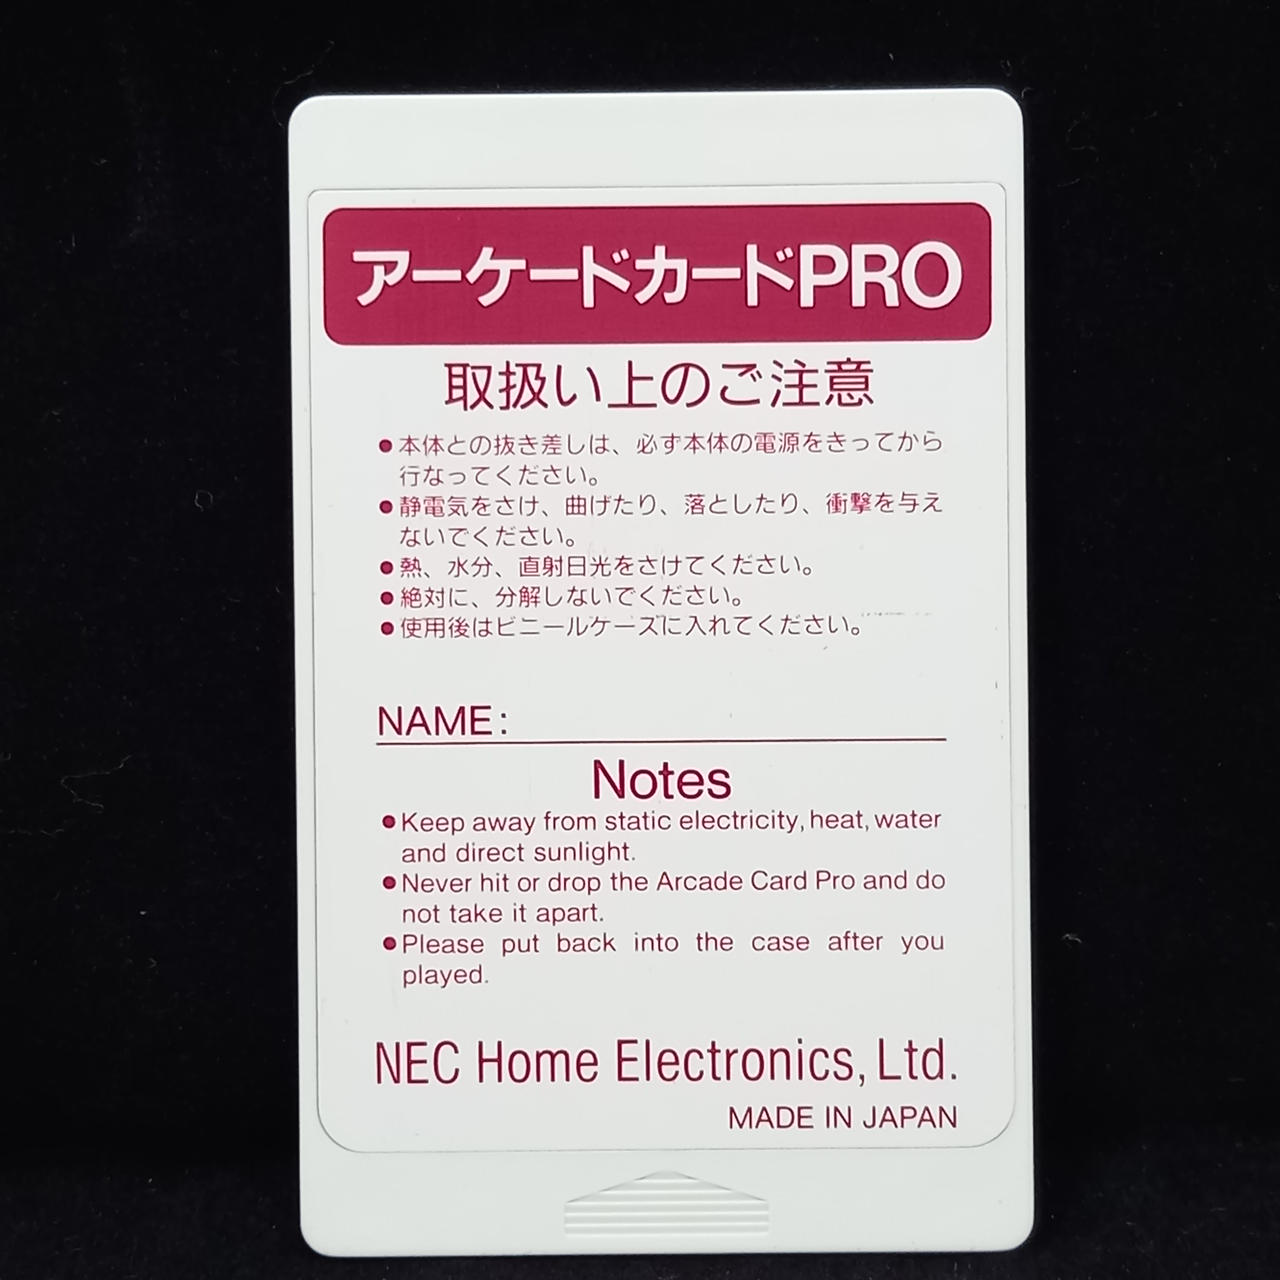 アーケードカードPRO
取扱い上のご注意
●本体との抜き差しは、必ず本体の電源をきってから
行なってください。
●静電気をさけ、曲げたり、落としたり、衝撃を与え
ないでください。
●熱、水分、直射日光をさけてください。
●絶対に、分解しないでください。
●使用後はビニールケーズに入れてください。
NAME:
Notes
●Keep away from static electricity, heat, water
and direct sunlight.
●Never hit or drop the Arcade Card Pro and do
not take it apart.
●Please put back into the case after you
played.
NEC Home Electronics, Ltd.
MADE IN JAPAN